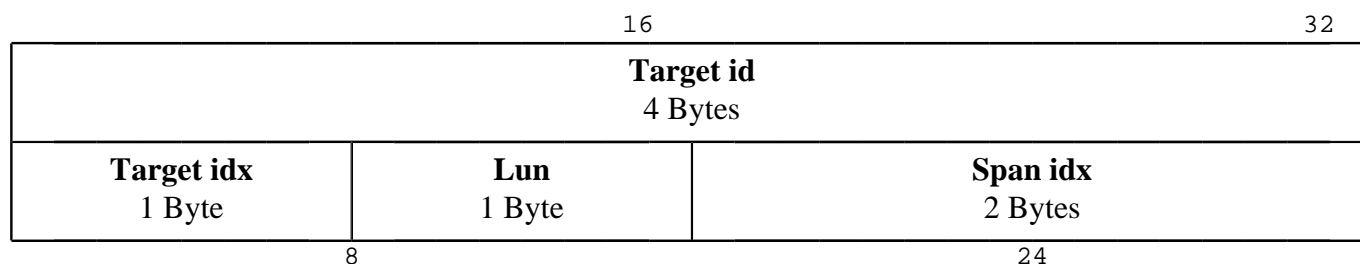 16 32
Target id
4 Bytes
Target idx Lun Span idx
1 Byte 1 Byte 2 Bytes
8 24